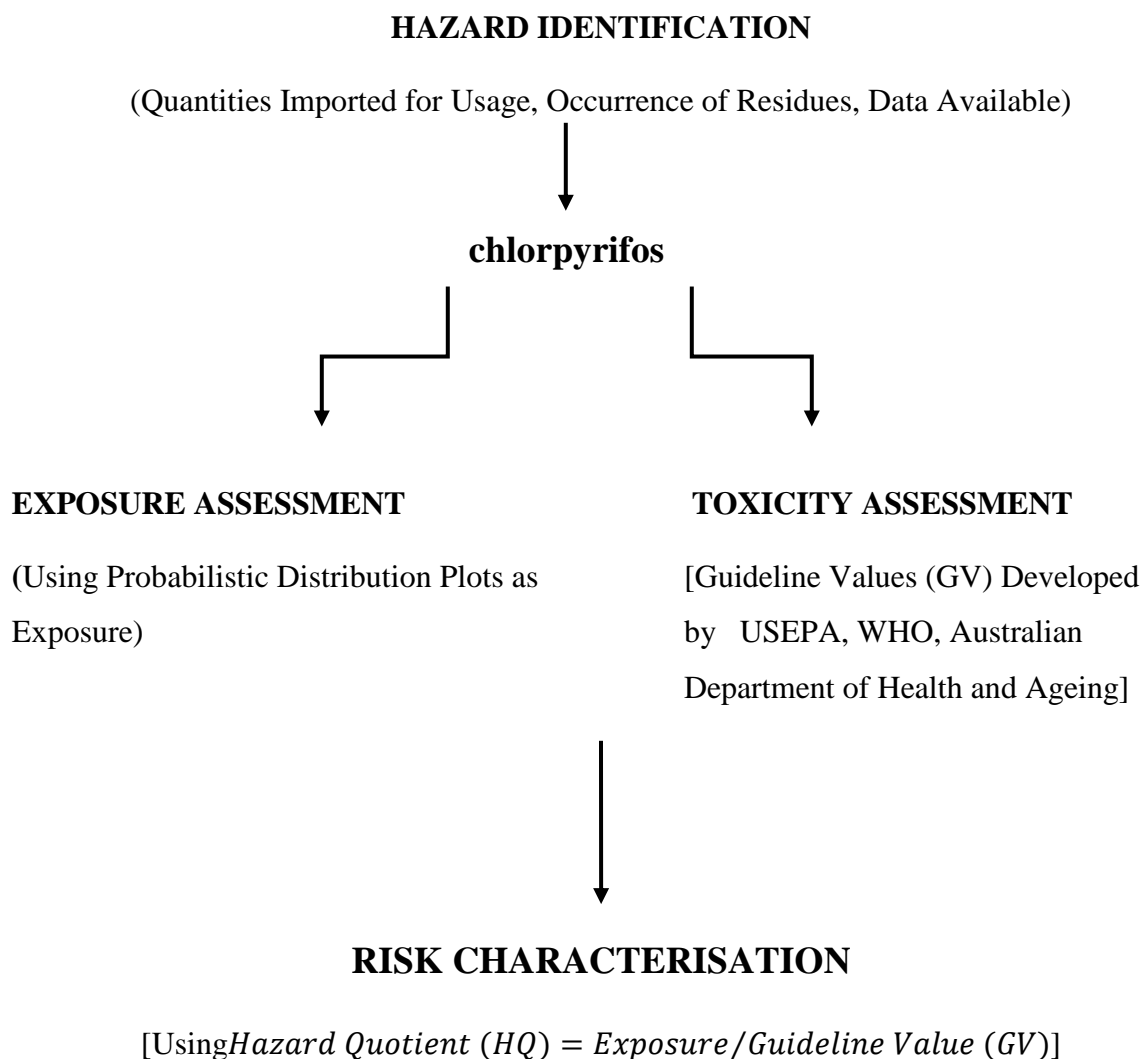 HAZARD IDENTIFICATION
(Quantities Imported for Usage, Occurrence of Residues, Data Available)
chlorpyrifos
EXPOSURE ASSESSMENT
(Using Probabilistic Distribution Plots as
Exposure)
TOXICITY ASSESSMENT
[Guideline Values (GV) Developed
by USEPA, WHO, Australian
Department of Health and Ageing]
RISK CHARACTERISATION
[UsingHazard Quotient (HQ) = Exposure/Guideline Value (GV)]